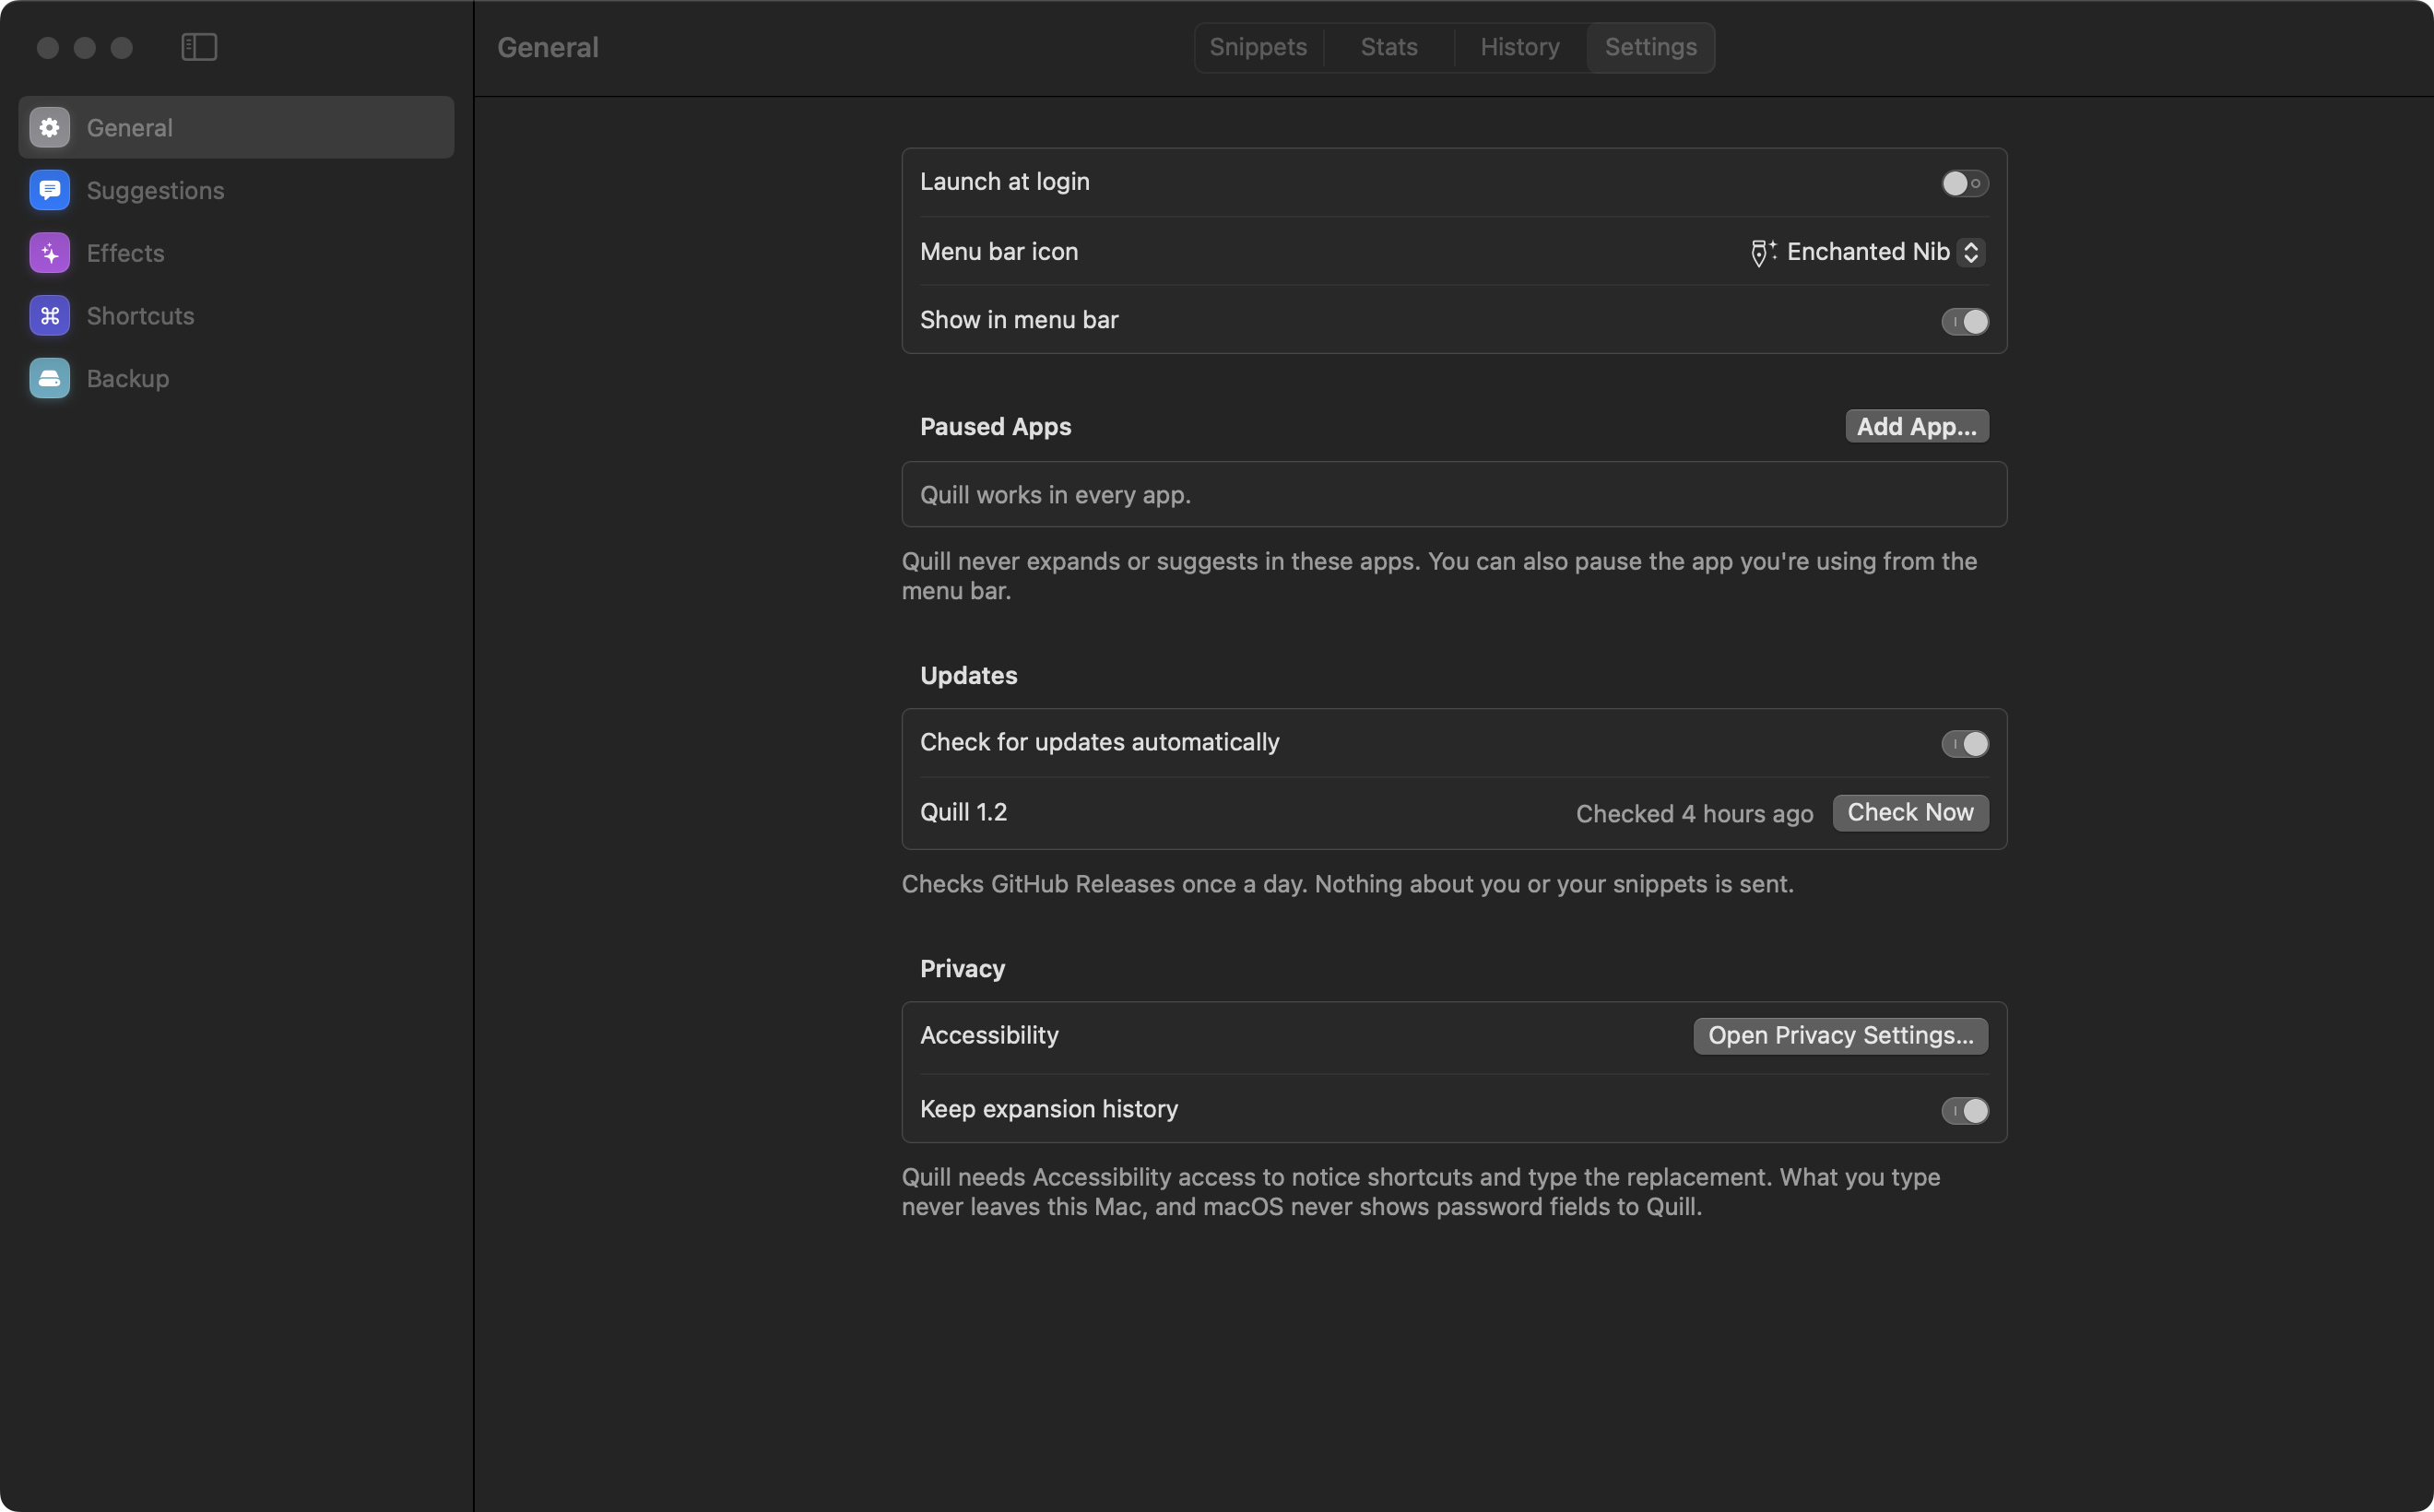 General
Snippets
Stats
History
Settings
General
Suggestions
Effects
Shortcuts
Backup
Launch at login
Menu bar icon
Enchanted Nib
Show in menu bar
Paused Apps
Add App...
Quill works in every app.
Quill never expands or suggests in these apps. You can also pause the app you're using from the
menu bar.
Updates
Check for updates automatically
Quill 1.2
Checked 4 hours ago
Check Now
Checks GitHub Releases once a day. Nothing about you or your snippets is sent.
Privacy
Accessibility
Open Privacy Settings...
Keep expansion history
Quill needs Accessibility access to notice shortcuts and type the replacement. What you type
never leaves this Mac, and macOS never shows password fields to Quill.